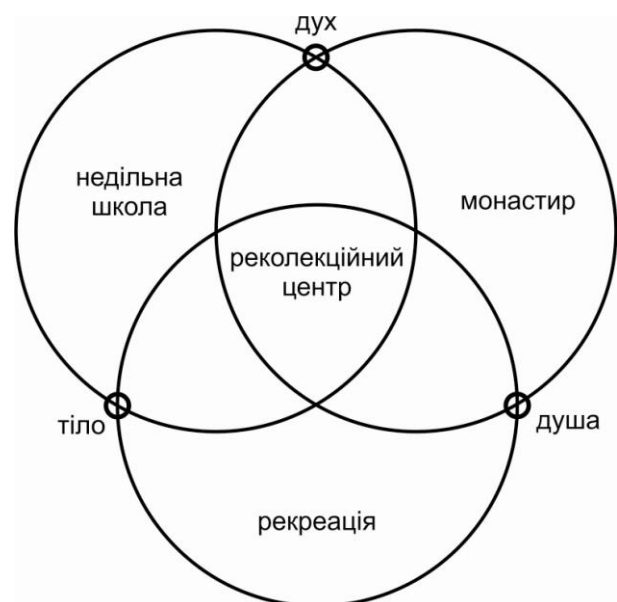 дух
недільна
школа
монастир
реколекційний
центр
тіло
душа
рекреація